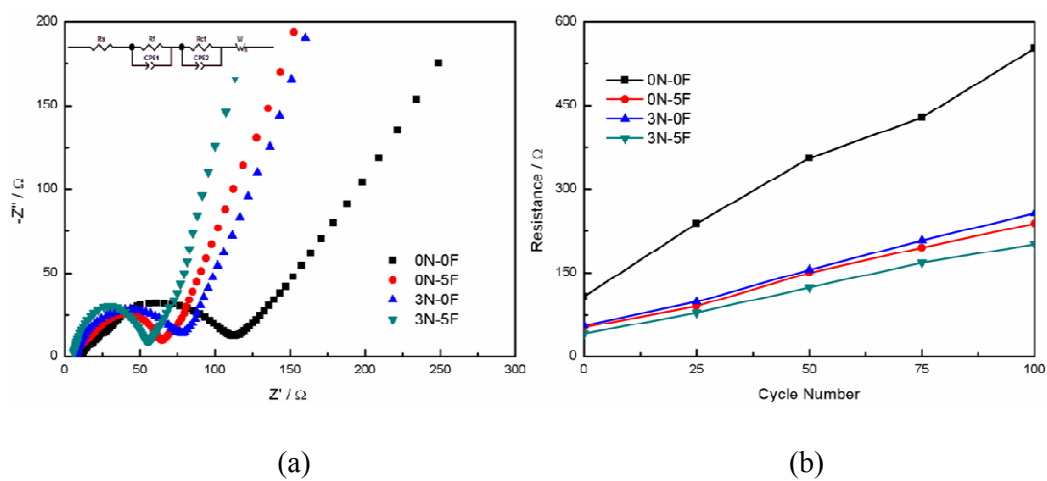 200
150
100
50
0
-Z'' / Ω
Rs Rf Rct W
CPE1 CPE2
0N-0F
0N-5F
3N-0F
3N-5F
0 50 100 150 200 250 300
Z' / Ω
(a)
600
450
300
150
0
Resistance / Ω
0N-0F
0N-5F
3N-0F
3N-5F
0 25 50 75 100
Cycle Number
(b)